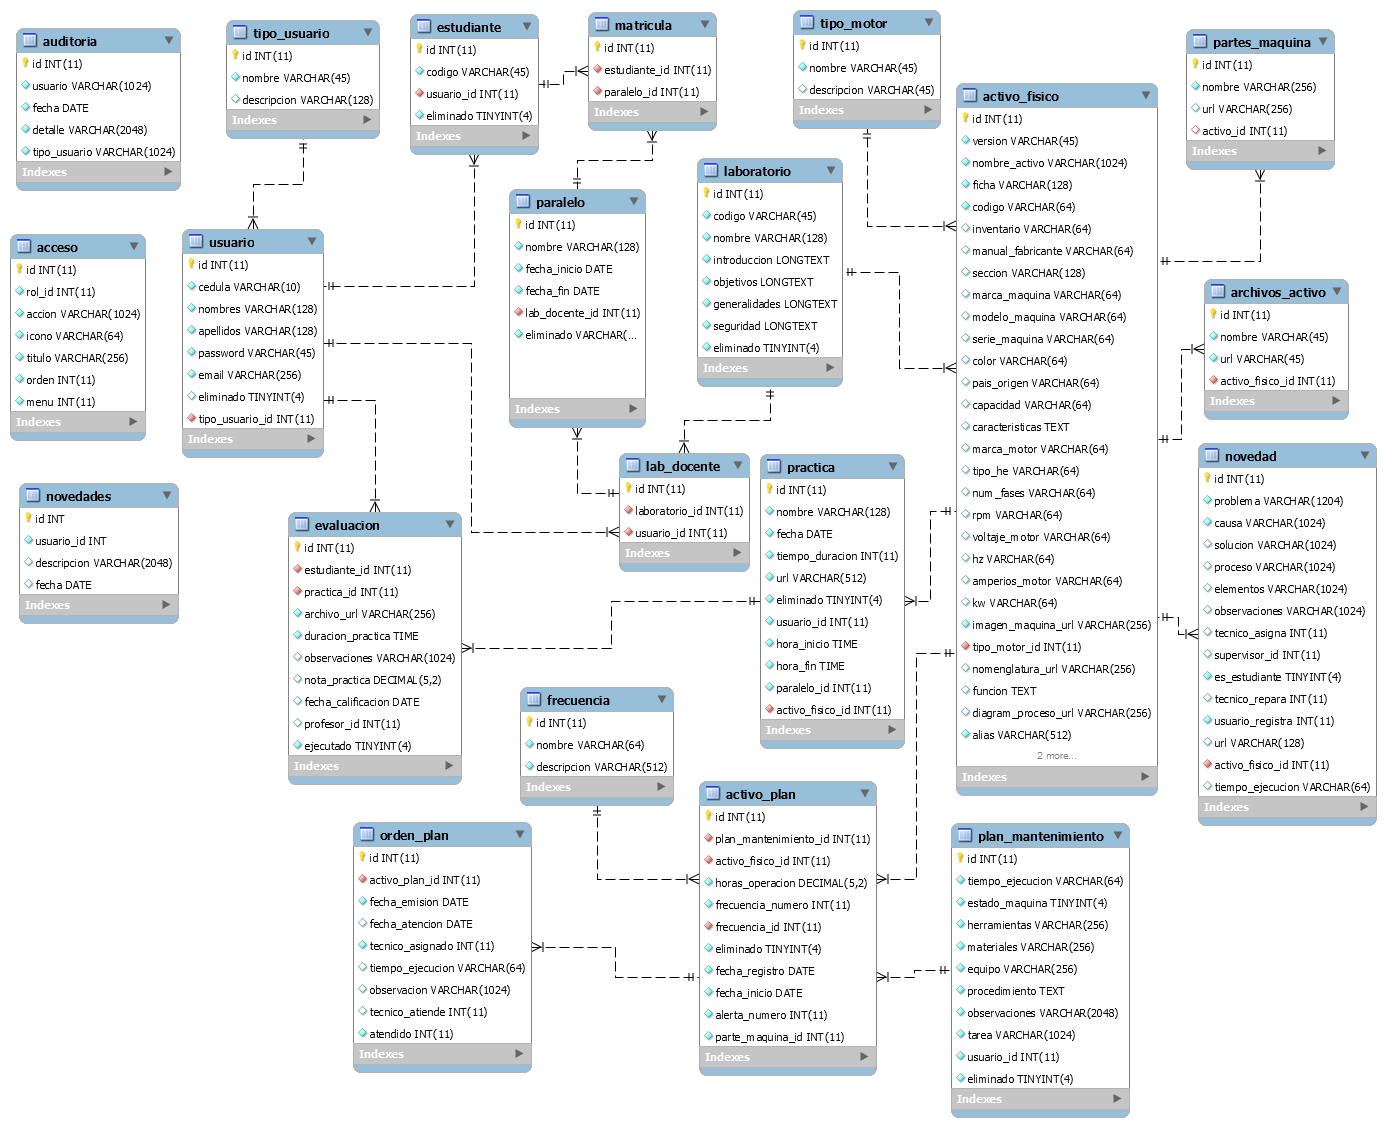 auditoria
id INT(11)
usuario VARCHAR(1024)
fecha DATE
detalle VARCHAR(2048)
tipo_usuario VARCHAR(1024)
Indexes
tipo_usuario
id INT(11)
nombre VARCHAR(45)
descripcion VARCHAR(128)
Indexes
estudiante
id INT(11)
codigo VARCHAR(45)
usuario_id INT(11)
eliminado TINYINT(4)
Indexes
matricula
id INT(11)
estudiante_id INT(11)
paralelo_id INT(11)
Indexes
tipo_motor
id INT(11)
nombre VARCHAR(45)
descripcion VARCHAR(45)
Indexes
activo_fisico
id INT(11)
version VARCHAR(45)
nombre_activo VARCHAR(1024)
ficha VARCHAR(128)
codigo VARCHAR(64)
inventario VARCHAR(64)
manual_fabricante VARCHAR(64)
seccion VARCHAR(128)
marca_maquina VARCHAR(64)
modelo_maquina VARCHAR(64)
serie_maquina VARCHAR(64)
color VARCHAR(64)
pais_origen VARCHAR(64)
capacidad VARCHAR(64)
caracteristicas TEXT
marca_motor VARCHAR(64)
tipo_he VARCHAR(64)
num_fases VARCHAR(64)
rpm VARCHAR(64)
voltaje_motor VARCHAR(64)
hz VARCHAR(64)
amperios_motor VARCHAR(64)
kw VARCHAR(64)
imagen_maquina_url VARCHAR(256)
tipo_motor_id INT(11)
nomenglatura_url VARCHAR(256)
funcion TEXT
diagram_proceso_url VARCHAR(256)
alias VARCHAR(512)
2 more...
Indexes
partes_maquina
id INT(11)
nombre VARCHAR(256)
url VARCHAR(256)
activo_id INT(11)
Indexes
acceso
id INT(11)
rol_id INT(11)
accion VARCHAR(1024)
icono VARCHAR(64)
titulo VARCHAR(256)
orden INT(11)
menu INT(11)
Indexes
usuario
id INT(11)
cedula VARCHAR(10)
nombres VARCHAR(128)
apellidos VARCHAR(128)
password VARCHAR(45)
email VARCHAR(256)
eliminado TINYINT(4)
tipo_usuario_id INT(11)
Indexes
paralelo
id INT(11)
nombre VARCHAR(128)
fecha_inicio DATE
fecha_fin DATE
lab_docente_id INT(11)
eliminado VARCHAR(...
Indexes
laboratorio
id INT(11)
codigo VARCHAR(45)
nombre VARCHAR(128)
introduccion LONGTEXT
objetivos LONGTEXT
generalidades LONGTEXT
seguridad LONGTEXT
eliminado TINYINT(4)
Indexes
archivos_activo
id INT(11)
nombre VARCHAR(45)
url VARCHAR(45)
activo_fisico_id INT(11)
Indexes
novedades
id INT
usuario_id INT
descripcion VARCHAR(2048)
fecha DATE
Indexes
evaluacion
id INT(11)
estudiante_id INT(11)
practica_id INT(11)
archivo_url VARCHAR(256)
duracion_practica TIME
observaciones VARCHAR(1024)
nota_practica DECIMAL(5,2)
fecha_calificacion DATE
profesor_id INT(11)
ejecutado TINYINT(4)
Indexes
lab_docente
id INT(11)
laboratorio_id INT(11)
usuario_id INT(11)
Indexes
practica
id INT(11)
nombre VARCHAR(128)
fecha DATE
tiempo_duracion INT(11)
url VARCHAR(512)
eliminado TINYINT(4)
usuario_id INT(11)
hora_inicio TIME
hora_fin TIME
paralelo_id INT(11)
activo_fisico_id INT(11)
Indexes
novedad
id INT(11)
problema VARCHAR(1204)
causa VARCHAR(1024)
solucion VARCHAR(1024)
proceso VARCHAR(1024)
elementos VARCHAR(1024)
observaciones VARCHAR(1024)
tecnico_asigna INT(11)
supervisor_id INT(11)
es_estudiante TINYINT(4)
tecnico_repara INT(11)
usuario_registra INT(11)
url VARCHAR(128)
activo_fisico_id INT(11)
tiempo_ejecucion VARCHAR(64)
Indexes
frecuencia
id INT(11)
nombre VARCHAR(64)
descripcion VARCHAR(512)
Indexes
orden_plan
id INT(11)
activo_plan_id INT(11)
fecha_emision DATE
fecha_atencion DATE
tecnico_asignado INT(11)
tiempo_ejecucion VARCHAR(64)
observacion VARCHAR(1024)
tecnico_atiende INT(11)
atendido INT(11)
Indexes
activo_plan
id INT(11)
plan_mantenimiento_id INT(11)
activo_fisico_id INT(11)
horas_operacion DECIMAL(5,2)
frecuencia_numero INT(11)
frecuencia_id INT(11)
eliminado TINYINT(4)
fecha_registro DATE
fecha_inicio DATE
alerta_numero INT(11)
parte_maquina_id INT(11)
Indexes
plan_mantenimiento
id INT(11)
tiempo_ejecucion VARCHAR(64)
estado_maquina TINYINT(4)
herramientas VARCHAR(256)
materiales VARCHAR(256)
equipo VARCHAR(256)
procedimiento TEXT
observaciones VARCHAR(2048)
tarea VARCHAR(1024)
usuario_id INT(11)
eliminado TINYINT(4)
Indexes